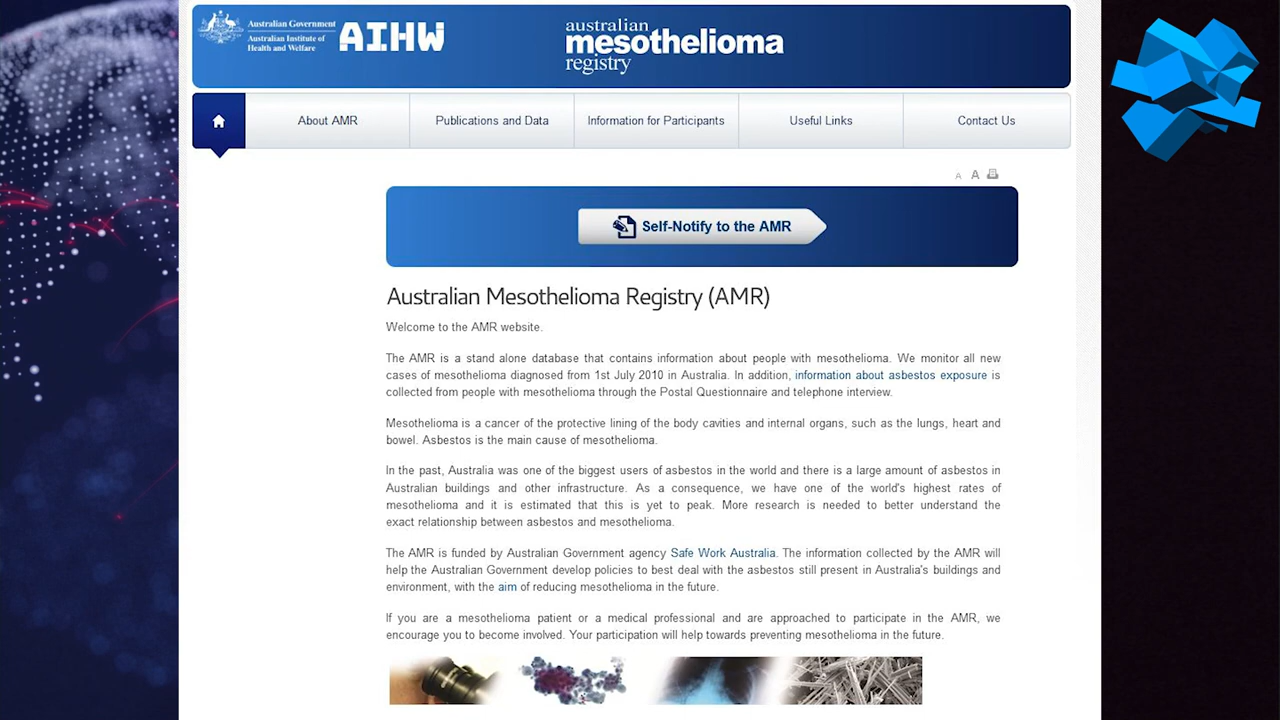 Australian Government
Australian Institute of
Health and Welfare
AIHW
australian
mesothelioma
registry
About AMR
Publications and Data
Information for Participants
Useful Links
Contact Us
A A
Self-Notify to the AMR
Australian Mesothelioma Registry (AMR)
Welcome to the AMR website.
The AMR is a stand alone database that contains information about people with mesothelioma. We monitor all new
cases of mesothelioma diagnosed from 1st July 2010 in Australia. In addition, information about asbestos exposure is
collected from people with mesothelioma through the Postal Questionnaire and telephone interview.
Mesothelioma is a cancer of the protective lining of the body cavities and internal organs, such as the lungs, heart and
bowel. Asbestos is the main cause of mesothelioma.
In the past, Australia was one of the biggest users of asbestos in the world and there is a large amount of asbestos in
Australian buildings and other infrastructure. As a consequence, we have one of the world's highest rates of
mesothelioma and it is estimated that this is yet to peak. More research is needed to better understand the
exact relationship between asbestos and mesothelioma.
The AMR is funded by Australian Government agency Safe Work Australia. The information collected by the AMR will
help the Australian Government develop policies to best deal with the asbestos still present in Australia's buildings and
environment, with the aim of reducing mesothelioma in the future.
If you are a mesothelioma patient or a medical professional and are approached to participate in the AMR, we
encourage you to become involved. Your participation will help towards preventing mesothelioma in the future.